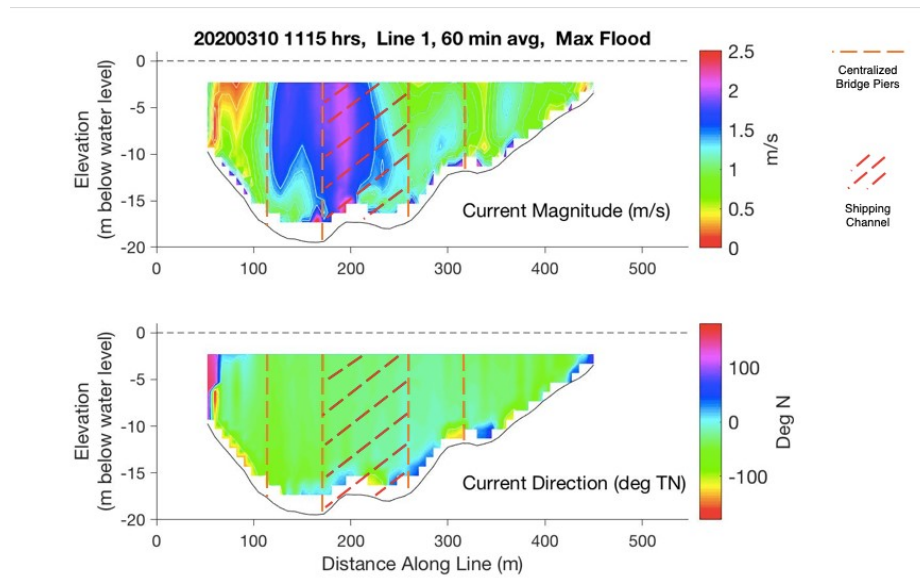 20200310 1115 hrs, Line 1, 60 min avg, Max Flood
0
-5
-10
-15
-20
Elevation
(m below water level)
0
100
200
300
400
500
Current Magnitude (m/s)
2.5
2
1.5
1
0.5
0
m/s
Centralized
Bridge Piers
Shipping
Channel
0
-5
-10
-15
-20
Elevation
(m below water level)
0
100
200
300
400
500
Current Direction (deg TN)
Distance Along Line (m)
100
0
-100
Deg N